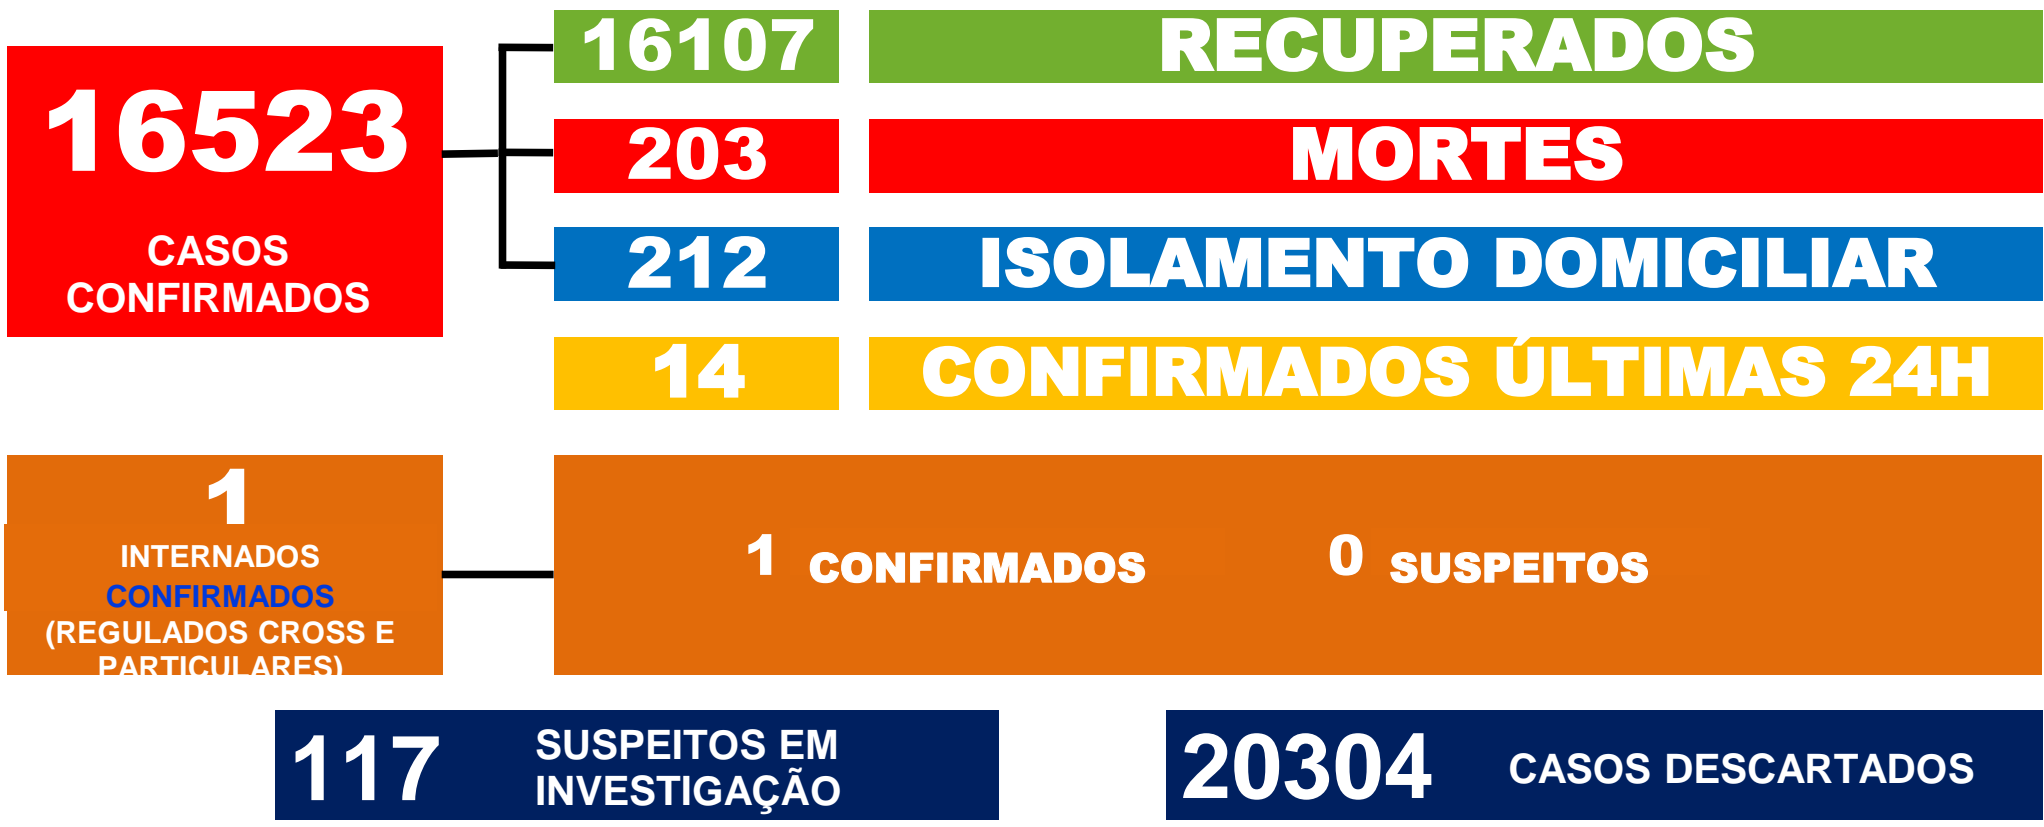 16523
CASOS
CONFIRMADOS
16107 RECUPERADOS
203 MORTES
212 ISOLAMENTO DOMICILIAR
14 CONFIRMADOS ÚLTIMAS 24H
1
INTERNADOS
CONFIRMADOS
(REGULADOS CROSS E
PARTICULARES)
1 CONFIRMADOS 0 SUSPEITOS
117 SUSPEITOS EM
INVESTIGAÇÃO
20304 CASOS DESCARTADOS